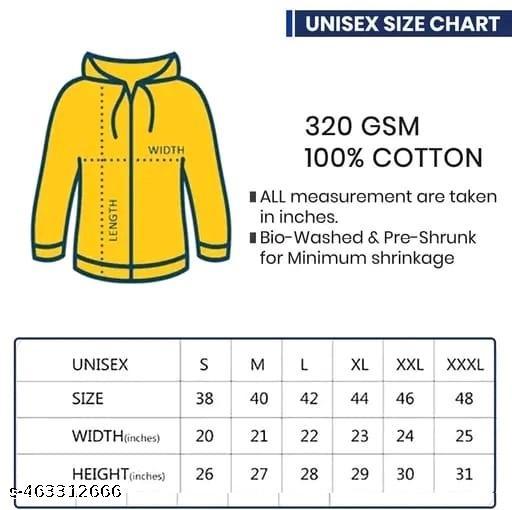 UNISEX SIZE CHART
WIDTH
LENGTH
320 GSM
100% COTTON
ALL measurement are taken
in inches.
Bio-Washed & Pre-Shrunk
for Minimum shrinkage
UNISEX S M L XL XXL XXXL
SIZE 38 40 42 44 46 48
WIDTH(inches) 20 21 22 23 24 25
HEIGHT(inches) 26 27 28 29 30 31
s-463312666